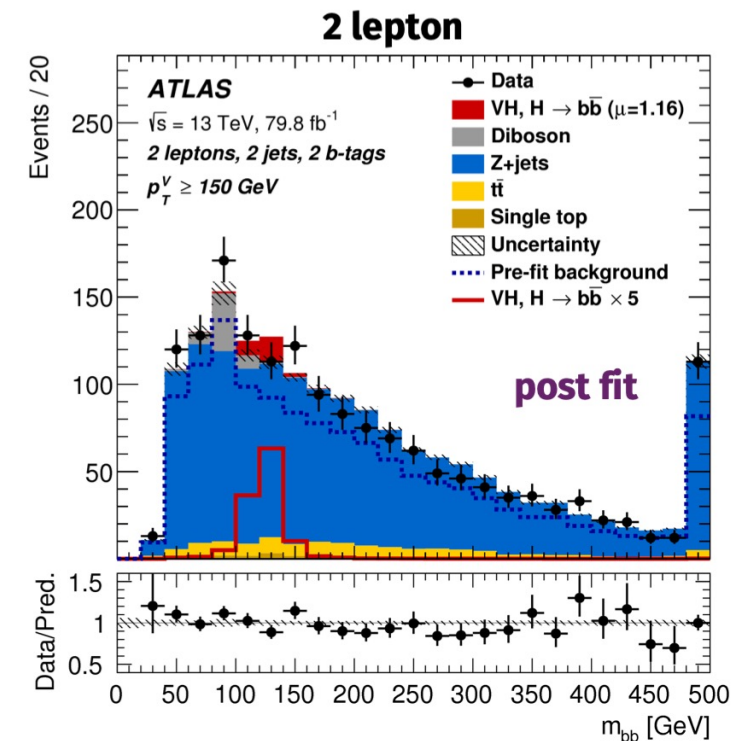 2 lepton
Events / 20
ATLAS
√s = 13 TeV, 79.8 fb⁻¹
2 leptons, 2 jets, 2 b-tags
p_T^V ≥ 150 GeV
Data
VH, H → bb̅ (μ=1.16)
Diboson
Z+jets
tt̅
Single top
Uncertainty
Pre-fit background
VH, H → bb̅ × 5
post fit
250
200
150
100
50
Data/Pred.
1.5
1
0.5
0 50 100 150 200 250 300 350 400 450 500
m_bb [GeV]